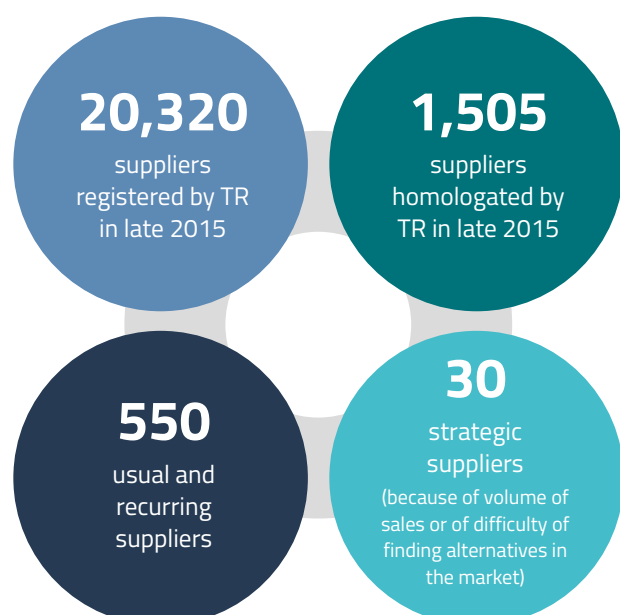 20,320
suppliers
registered by TR
in late 2015
1,505
suppliers
homologated by
TR in late 2015
550
usual and
recurring
suppliers
30
strategic
suppliers
(because of volume of
sales or of difficulty of
finding alternatives in
the market)